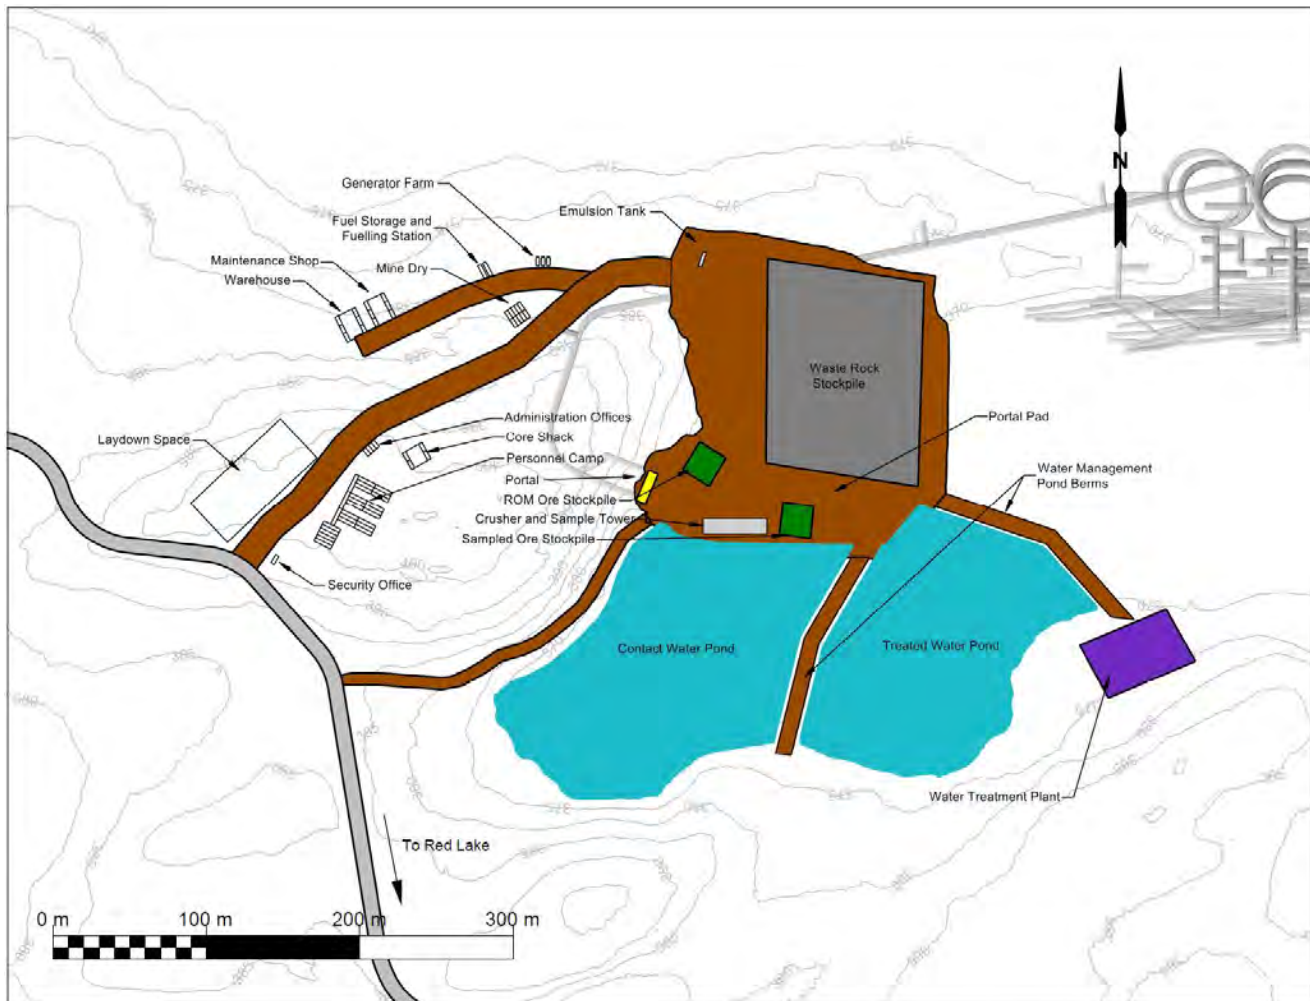 N
Generator Farm
Emulsion Tank
Fuel Storage and
Fuelling Station
Maintenance Shop
Mine Dry
Warehouse
Waste Rock
Stockpile
Administration Offices
Portal Pad
Laydown Space
Core Shack
Personnel Camp
Water Management
Pond Berms
Portal
ROM Ore Stockpile
Crusher and Sample Tower
Sampled Ore Stockpile
Security Office
Contact Water Pond
Treated Water Pond
Water Treatment Plant
To Red Lake
0 m
100 m
200 m
300 m